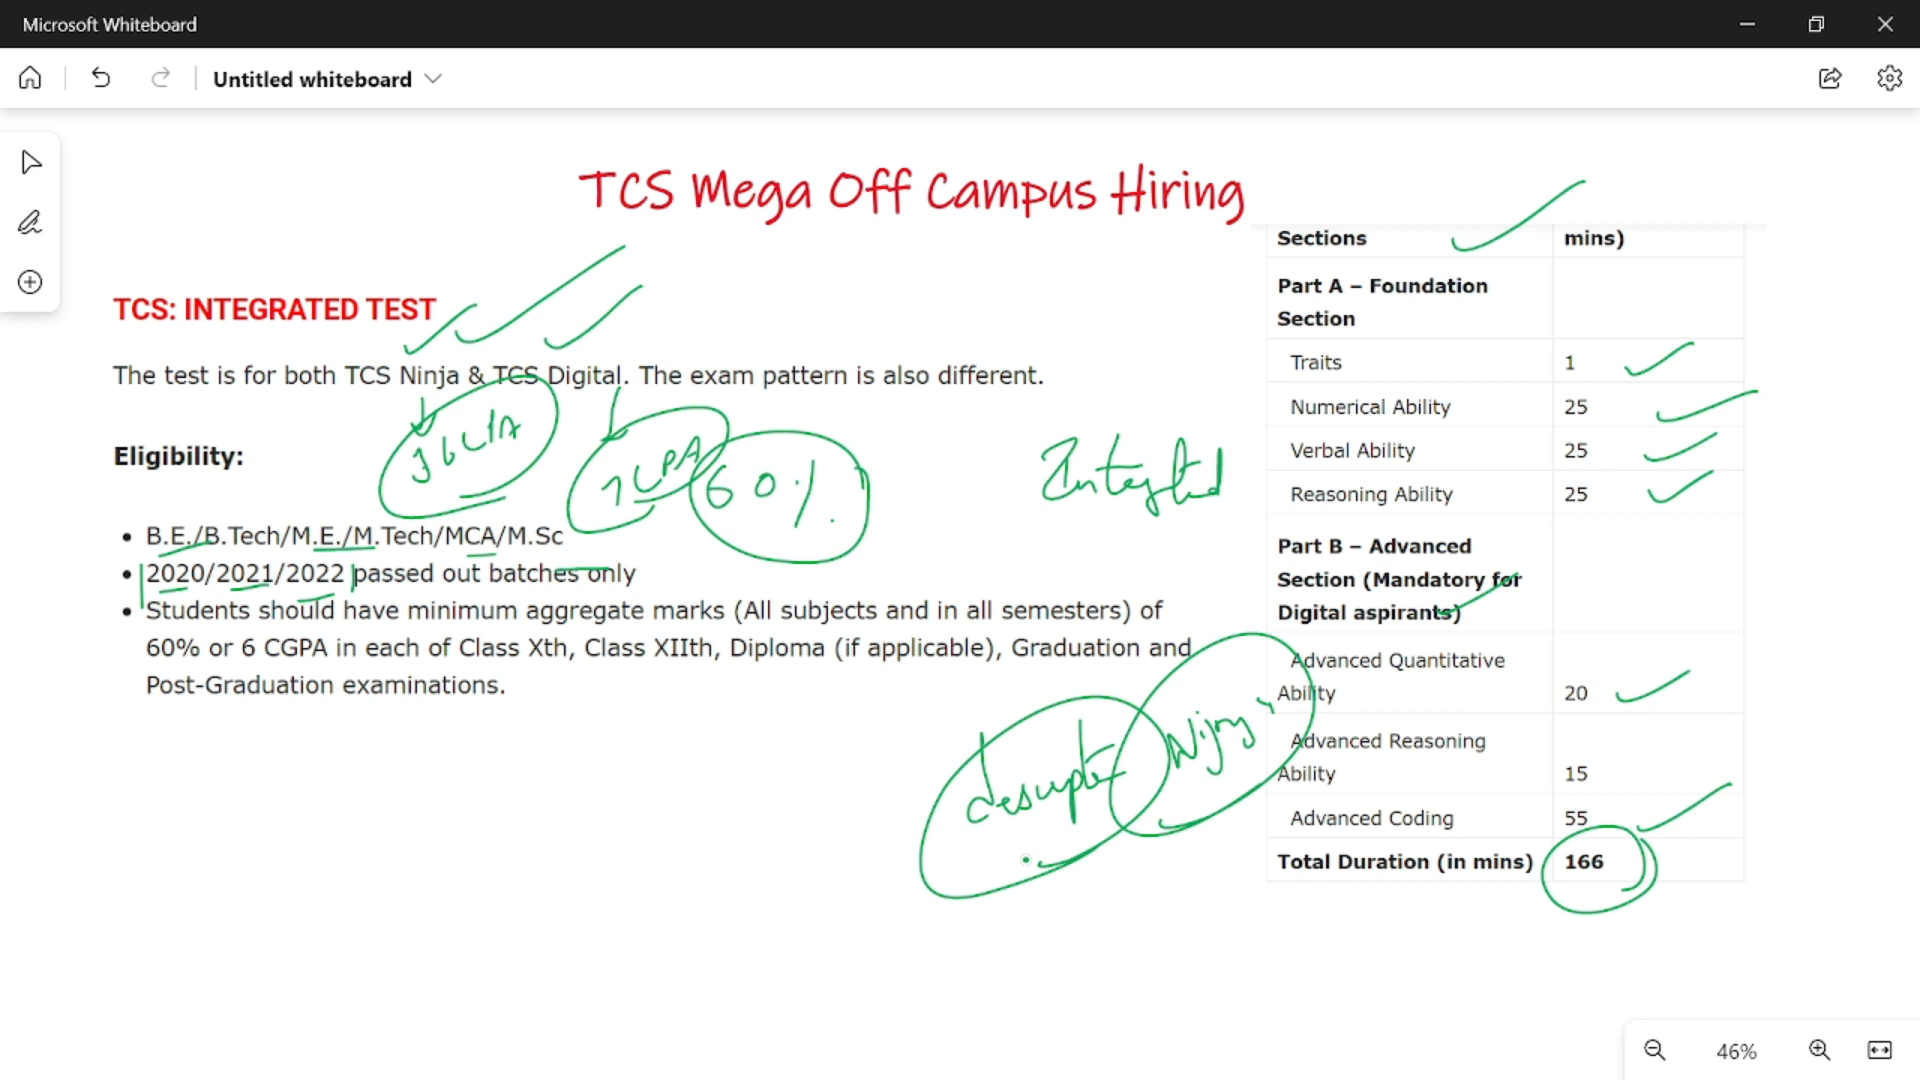 Microsoft Whiteboard
Untitled whiteboard
TCS Mega Off Campus Hiring
TCS: INTEGRATED TEST
The test is for both TCS Ninja & TCS Digital. The exam pattern is also different.
7 LPA
60%
Eligibility:
B.E./B.Tech/M.E./M.Tech/MCA/M.Sc
2020/2021/2022 passed out batches only
Students should have minimum aggregate marks (All subjects and in all semesters) of
60% or 6 CGPA in each of Class Xth, Class XIIth, Diploma (if applicable), Graduation and
Post-Graduation examinations.
Sections mins)
Part A – Foundation
Section
Traits 1
Numerical Ability 25
Verbal Ability 25
Reasoning Ability 25
Part B – Advanced
Section (Mandatory for
Digital aspirants)
Advanced Quantitative
Ability 20
Advanced Reasoning
Ability 15
Advanced Coding 55
Total Duration (in mins) 166
46%